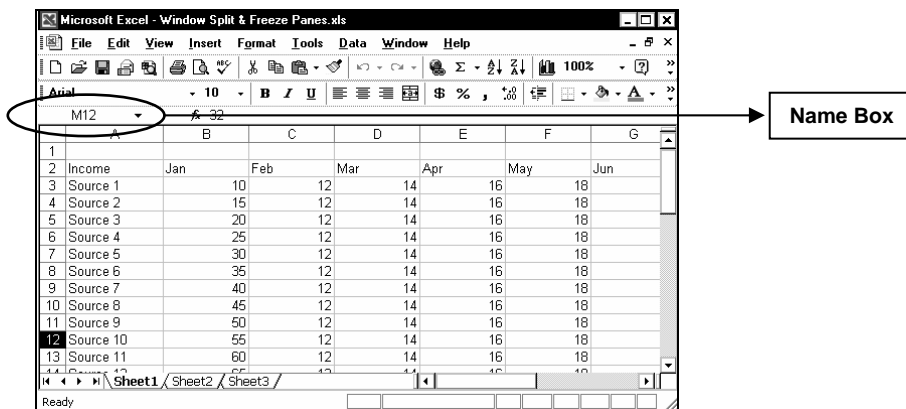 Microsoft Excel - Window Split & Freeze Panes.xls
File Edit View Insert Format Tools Data Window Help
100%
Arial 10 B I U $ % ,
M12 fx 32
Name Box
A B C D E F G
1
2 Income Jan Feb Mar Apr May Jun
3 Source 1 10 12 14 16 18
4 Source 2 15 12 14 16 18
5 Source 3 20 12 14 16 18
6 Source 4 25 12 14 16 18
7 Source 5 30 12 14 16 18
8 Source 6 35 12 14 16 18
9 Source 7 40 12 14 16 18
10 Source 8 45 12 14 16 18
11 Source 9 50 12 14 16 18
12 Source 10 55 12 14 16 18
13 Source 11 60 12 14 16 18
Sheet1 Sheet2 Sheet3
Ready